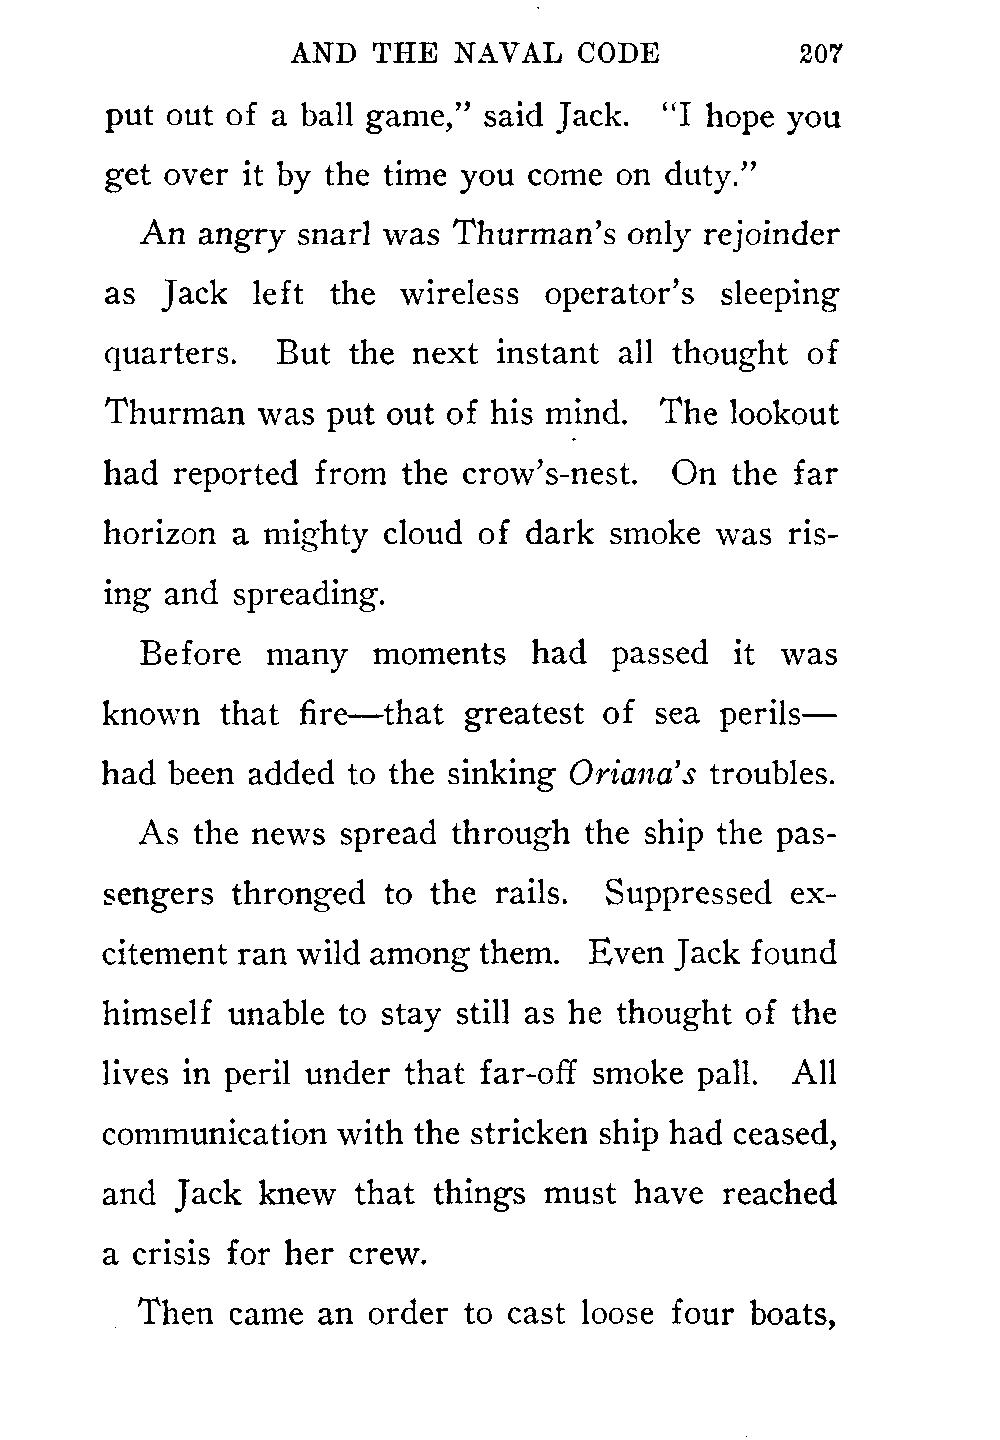 AND THE NAVAL CODE 207
put out of a ball game,” said Jack. “I hope you
get over it by the time you come on duty.”
An angry snarl was Thurman’s only rejoinder
as Jack left the wireless operator’s sleeping
quarters. But the next instant all thought of
Thurman was put out of his mind. The lookout
had reported from the crow’s-nest. On the far
horizon a mighty cloud of dark smoke was ris-
ing and spreading.
Before many moments had passed it was
known that fire—that greatest of sea perils—
had been added to the sinking Oriana’s troubles.
As the news spread through the ship the pas-
sengers thronged to the rails. Suppressed ex-
citement ran wild among them. Even Jack found
himself unable to stay still as he thought of the
lives in peril under that far-off smoke pall. All
communication with the stricken ship had ceased,
and Jack knew that things must have reached
a crisis for her crew.
Then came an order to cast loose four boats,